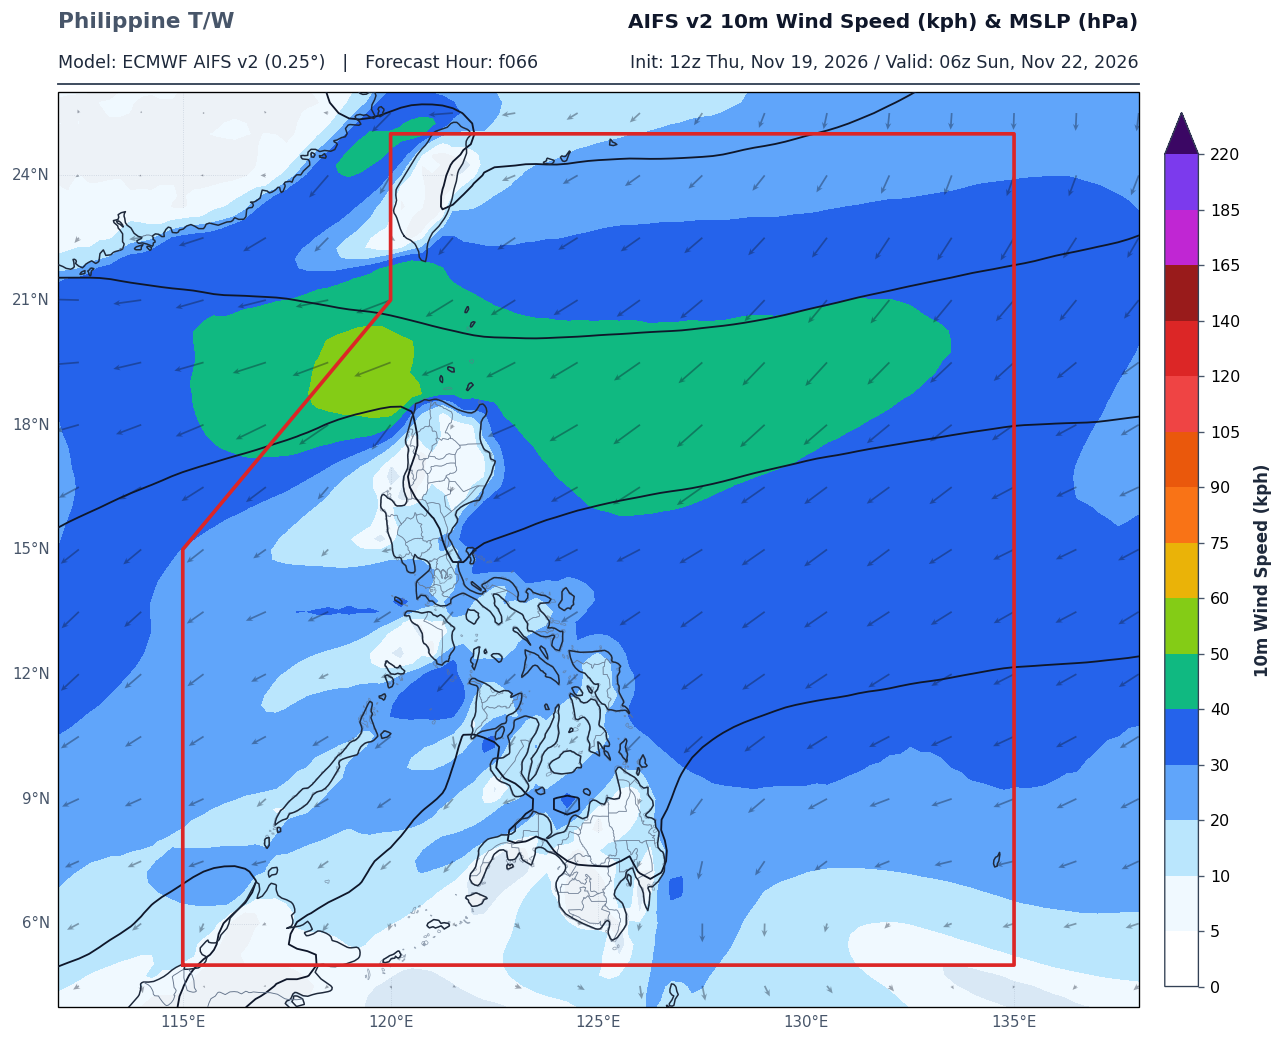 Philippine T/W
AIFS v2 10m Wind Speed (kph) & MSLP (hPa)
Model: ECMWF AIFS v2 (0.25°) | Forecast Hour: f066
Init: 12z Thu, Nov 19, 2026 / Valid: 06z Sun, Nov 22, 2026
24°N
21°N
18°N
15°N
12°N
9°N
6°N
115°E
120°E
125°E
130°E
135°E
220
185
165
140
120
105
90
75
60
50
40
30
20
10
5
0
10m Wind Speed (kph)